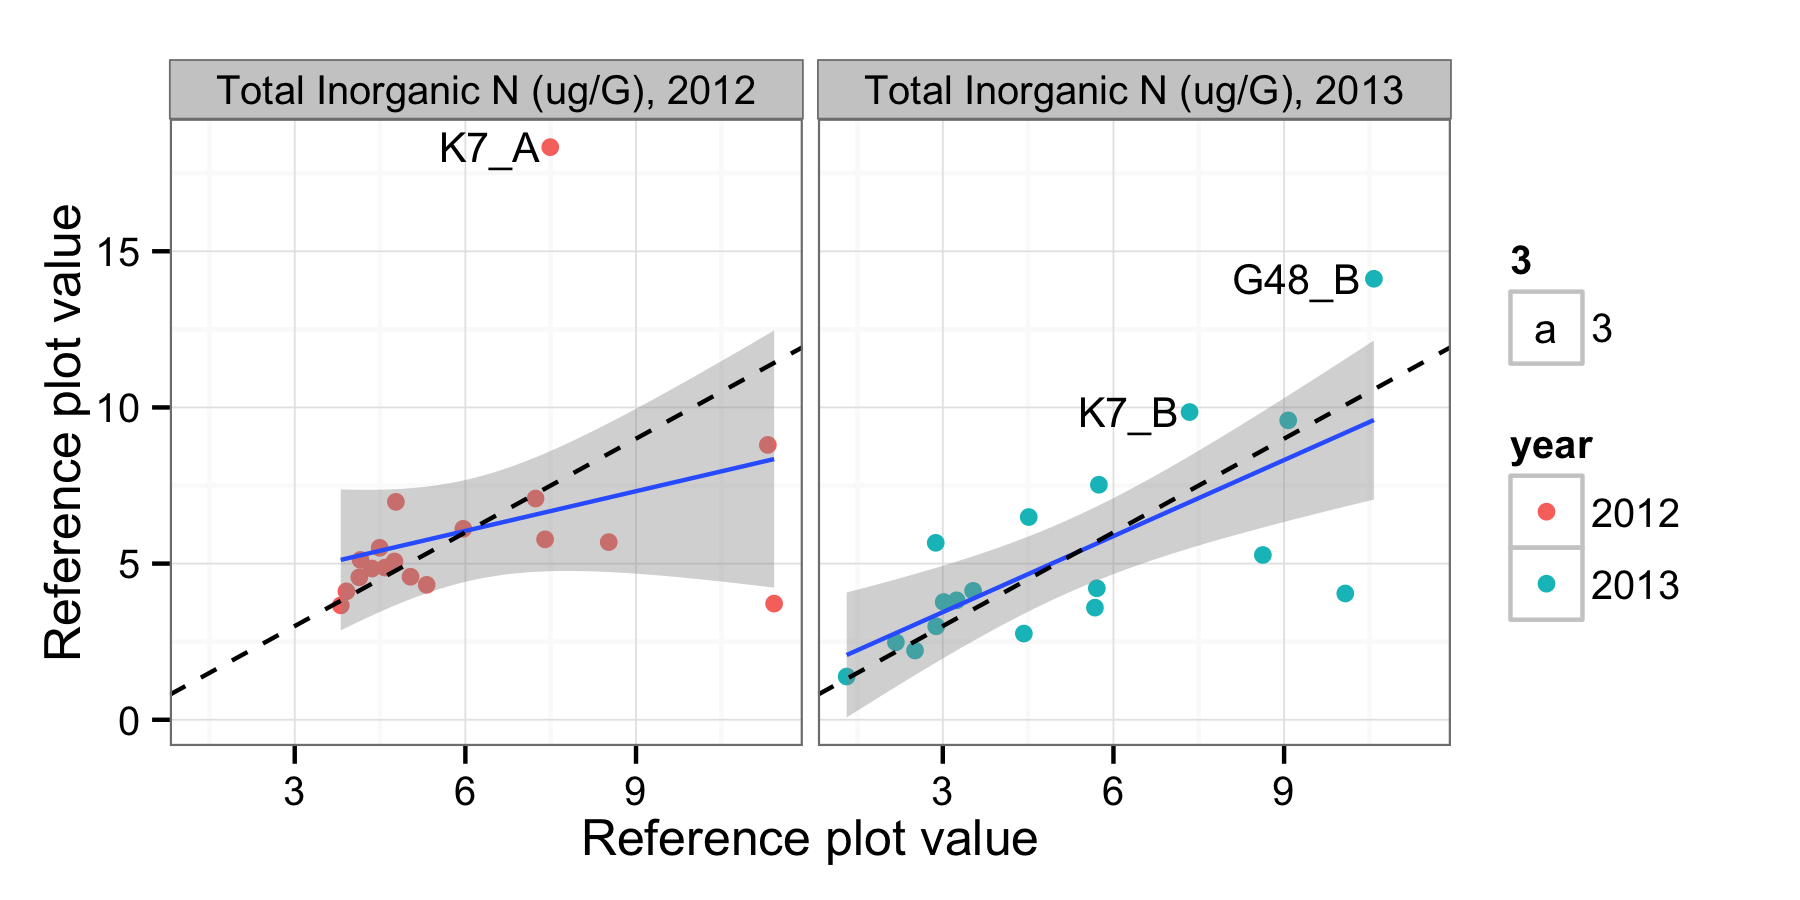 Total Inorganic N (ug/G), 2012
Total Inorganic N (ug/G), 2013
K7_A
G48_B
K7_B
Reference plot value
15
10
5
0
3
6
9
3
6
9
Reference plot value
3
a
3
year
2012
2013